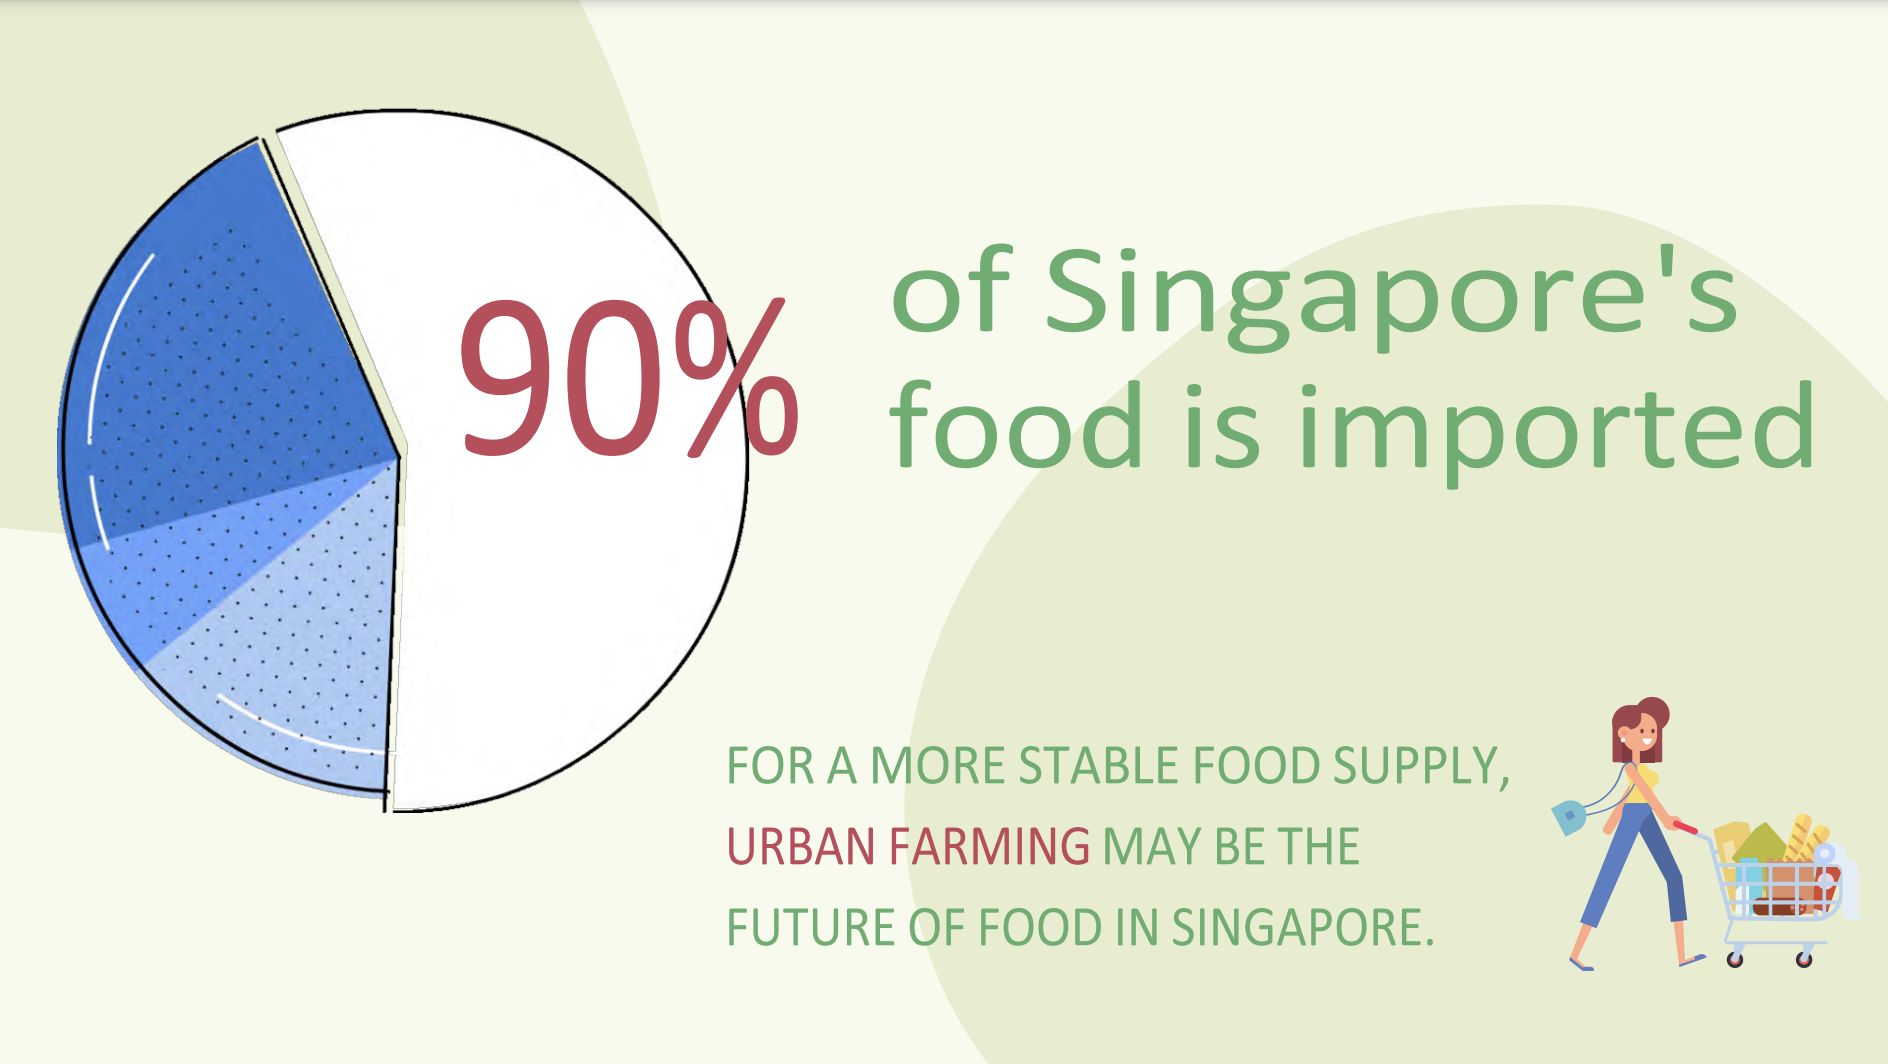 90%
of Singapore's
food is imported
FOR A MORE STABLE FOOD SUPPLY,
URBAN FARMING MAY BE THE
FUTURE OF FOOD IN SINGAPORE.